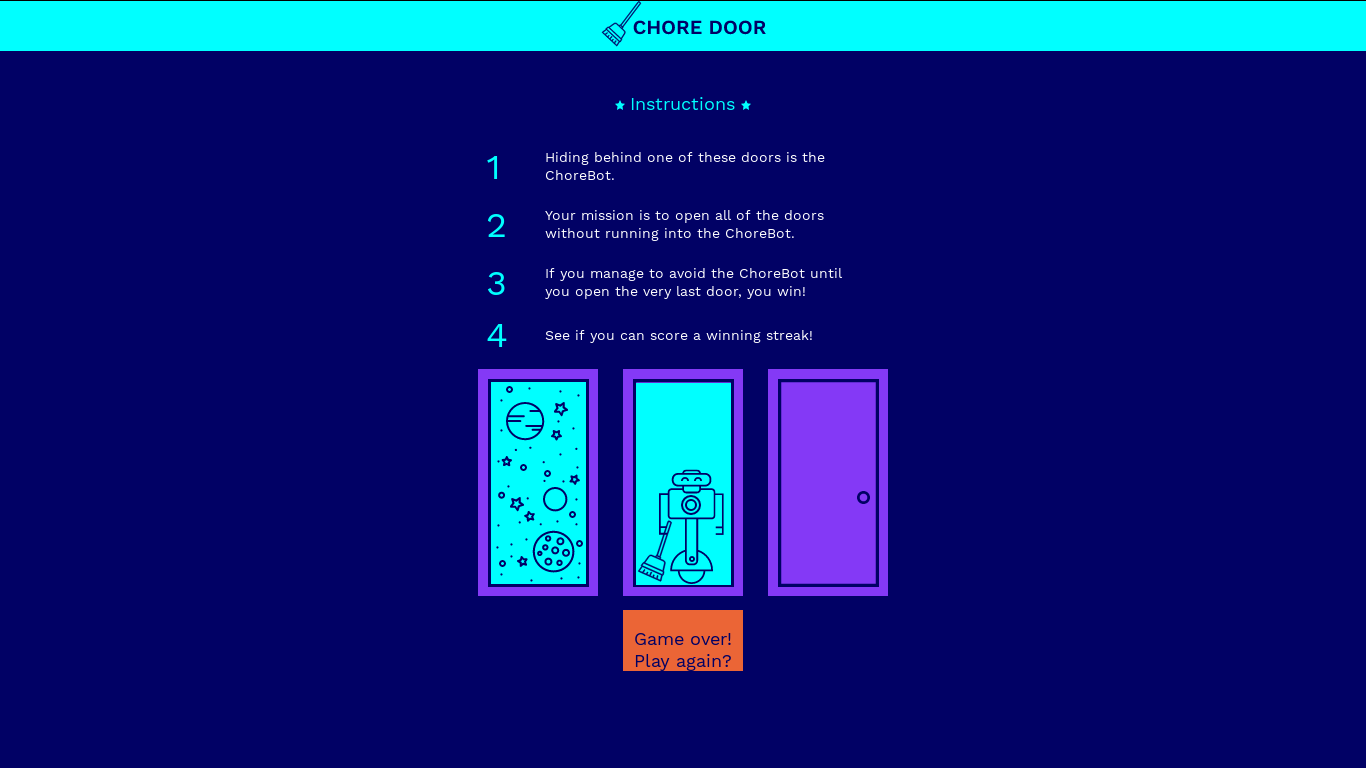 CHORE DOOR
Instructions
1
Hiding behind one of these doors is the
ChoreBot.
2
Your mission is to open all of the doors
without running into the ChoreBot.
3
If you manage to avoid the ChoreBot until
you open the very last door, you win!
4
See if you can score a winning streak!
Game over!
Play again?